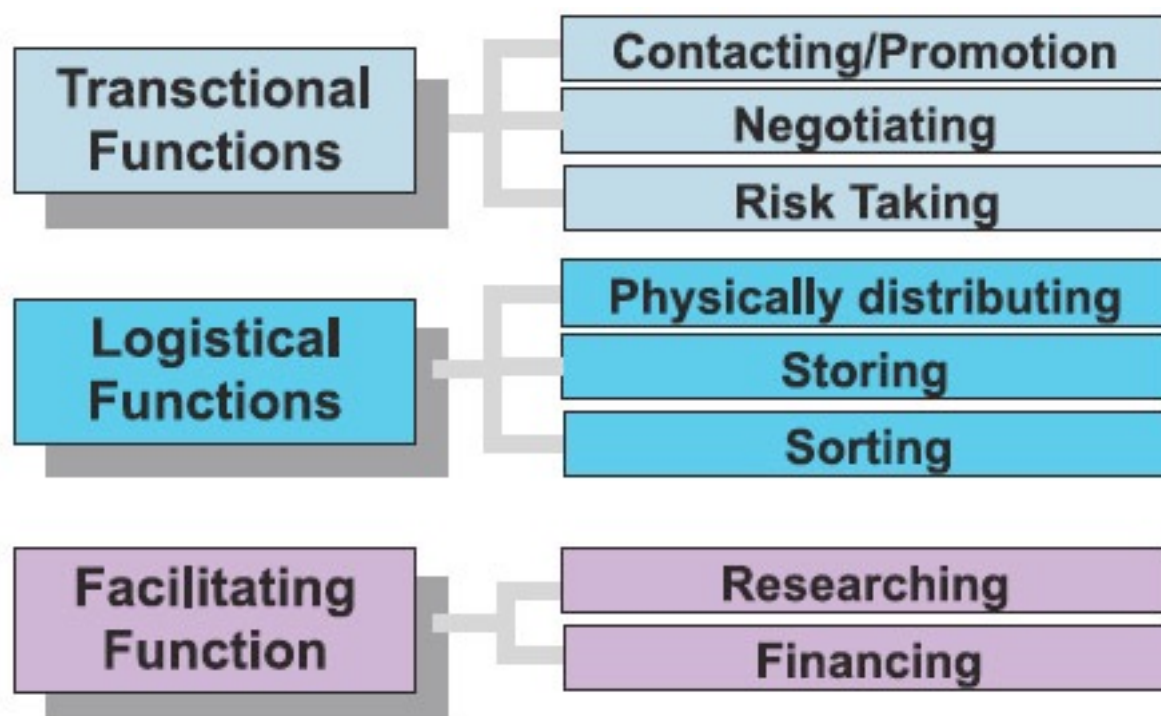 Transctional
Functions
Contacting/Promotion
Negotiating
Risk Taking
Logistical
Functions
Physically distributing
Storing
Sorting
Facilitating
Function
Researching
Financing